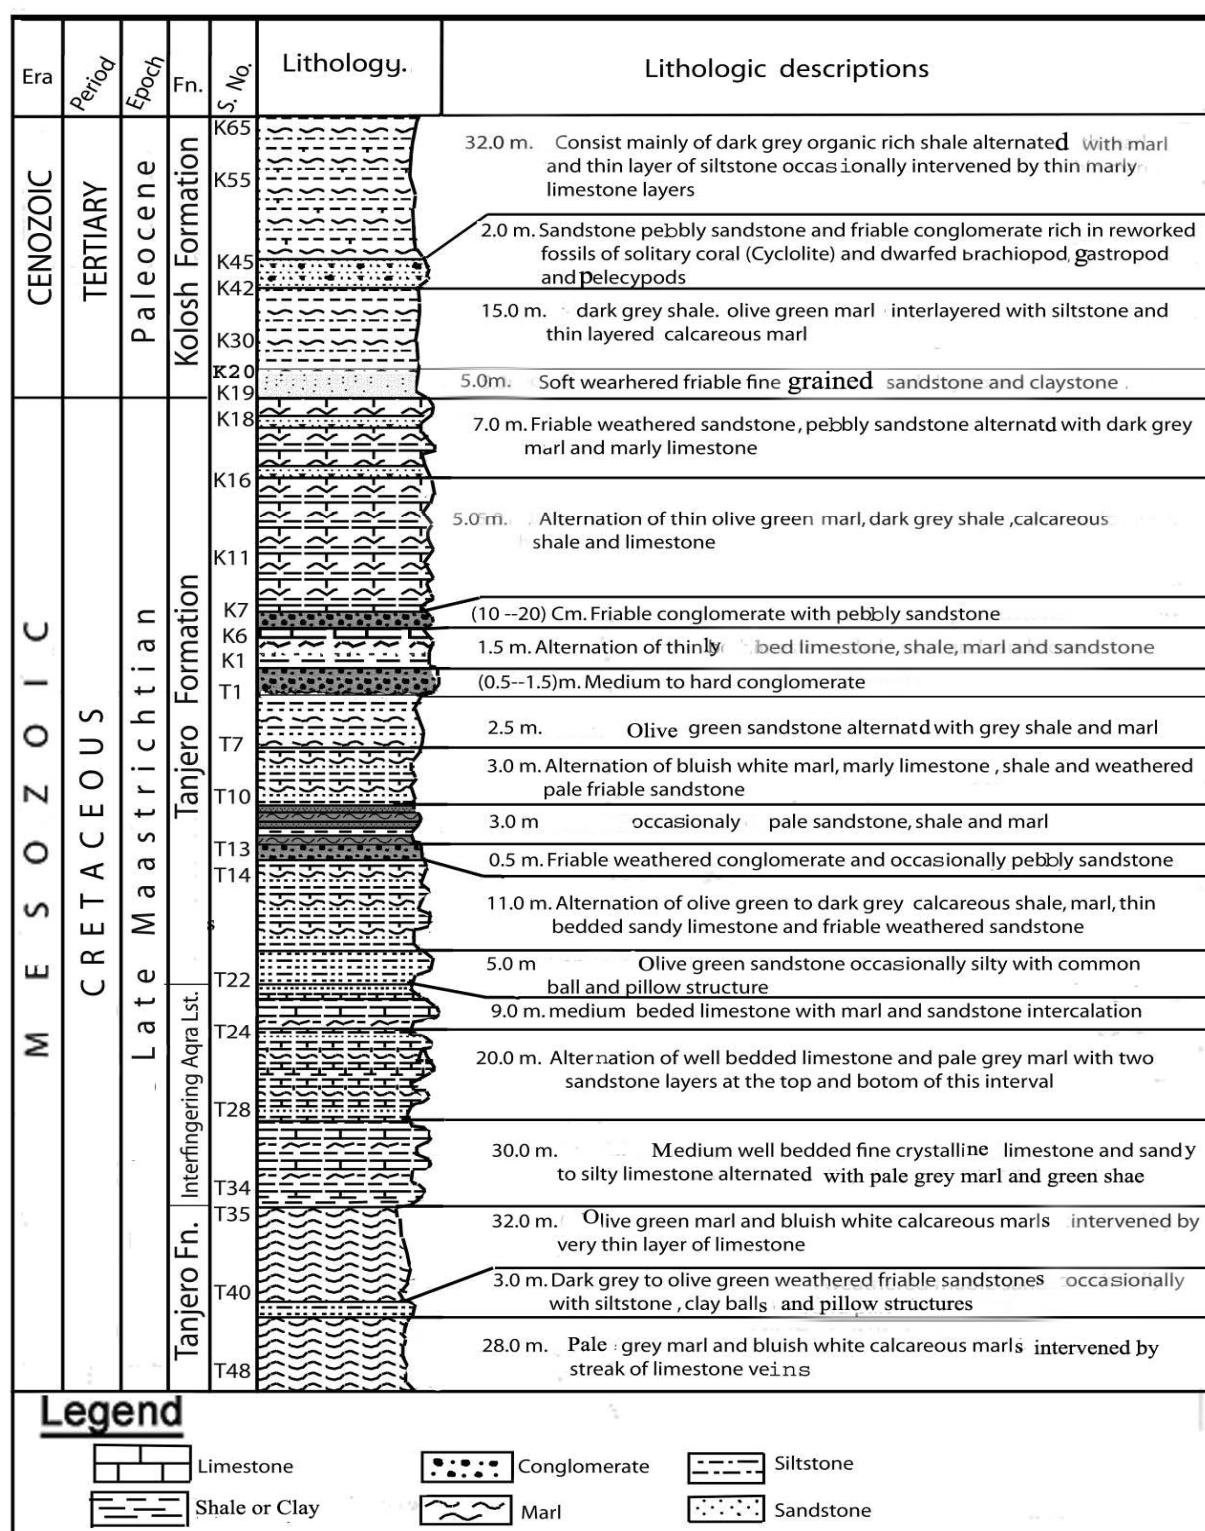 Era
Period
Epoch
Fn.
S. No.
Lithology.
Lithologic descriptions
CENOZOIC
TERTIARY
Paleocene
Kolosh Formation
MESOZOIC
CRETACEOUS
Late Maastrichtian
Tanjero Formation
Interfingering Aqra Lst.
Tanjero Fn.
K65
K55
K45
K42
K30
K20
K19
K18
K16
K11
K7
K6
K1
T1
T7
T10
T13
T14
s
T22
T24
T28
T34
T35
T40
T48
32.0 m. Consist mainly of dark grey organic rich shale alternated with marl
and thin layer of siltstone occasionally intervened by thin marly
limestone layers
2.0 m. Sandstone pebbly sandstone and friable conglomerate rich in reworked
fossils of solitary coral (Cyclolite) and dwarfed brachiopod, gastropod
and pelecypods
15.0 m. dark grey shale. olive green marl interlayered with siltstone and
thin layered calcareous marl
5.0m. Soft wearhered friable fine grained sandstone and claystone .
7.0 m. Friable weathered sandstone, pebbly sandstone alternatd with dark grey
marl and marly limestone
5.0 m. Alternation of thin olive green marl, dark grey shale ,calcareous
shale and limestone
(10 --20) Cm. Friable conglomerate with pebbly sandstone
1.5 m. Alternation of thinly bed limestone, shale, marl and sandstone
(0.5--1.5)m. Medium to hard conglomerate
2.5 m. Olive green sandstone alternatd with grey shale and marl
3.0 m. Alternation of bluish white marl, marly limestone , shale and weathered
pale friable sandstone
3.0 m occasionaly pale sandstone, shale and marl
0.5 m. Friable weathered conglomerate and occasionally pebbly sandstone
11.0 m. Alternation of olive green to dark grey calcareous shale, marl, thin
bedded sandy limestone and friable weathered sandstone
5.0 m Olive green sandstone occasionally silty with common
ball and pillow structure
9.0 m. medium beded limestone with marl and sandstone intercalation
20.0 m. Alternation of well bedded limestone and pale grey marl with two
sandstone layers at the top and botom of this interval
30.0 m. Medium well bedded fine crystalline limestone and sandy
to silty limestone alternated with pale grey marl and green shae
32.0 m. Olive green marl and bluish white calcareous marls intervened by
very thin layer of limestone
3.0 m. Dark grey to olive green weathered friable sandstones occasionally
with siltstone , clay balls and pillow structures
28.0 m. Pale grey marl and bluish white calcareous marls intervened by
streak of limestone veins
Legend
Limestone
Conglomerate
Siltstone
Shale or Clay
Marl
Sandstone